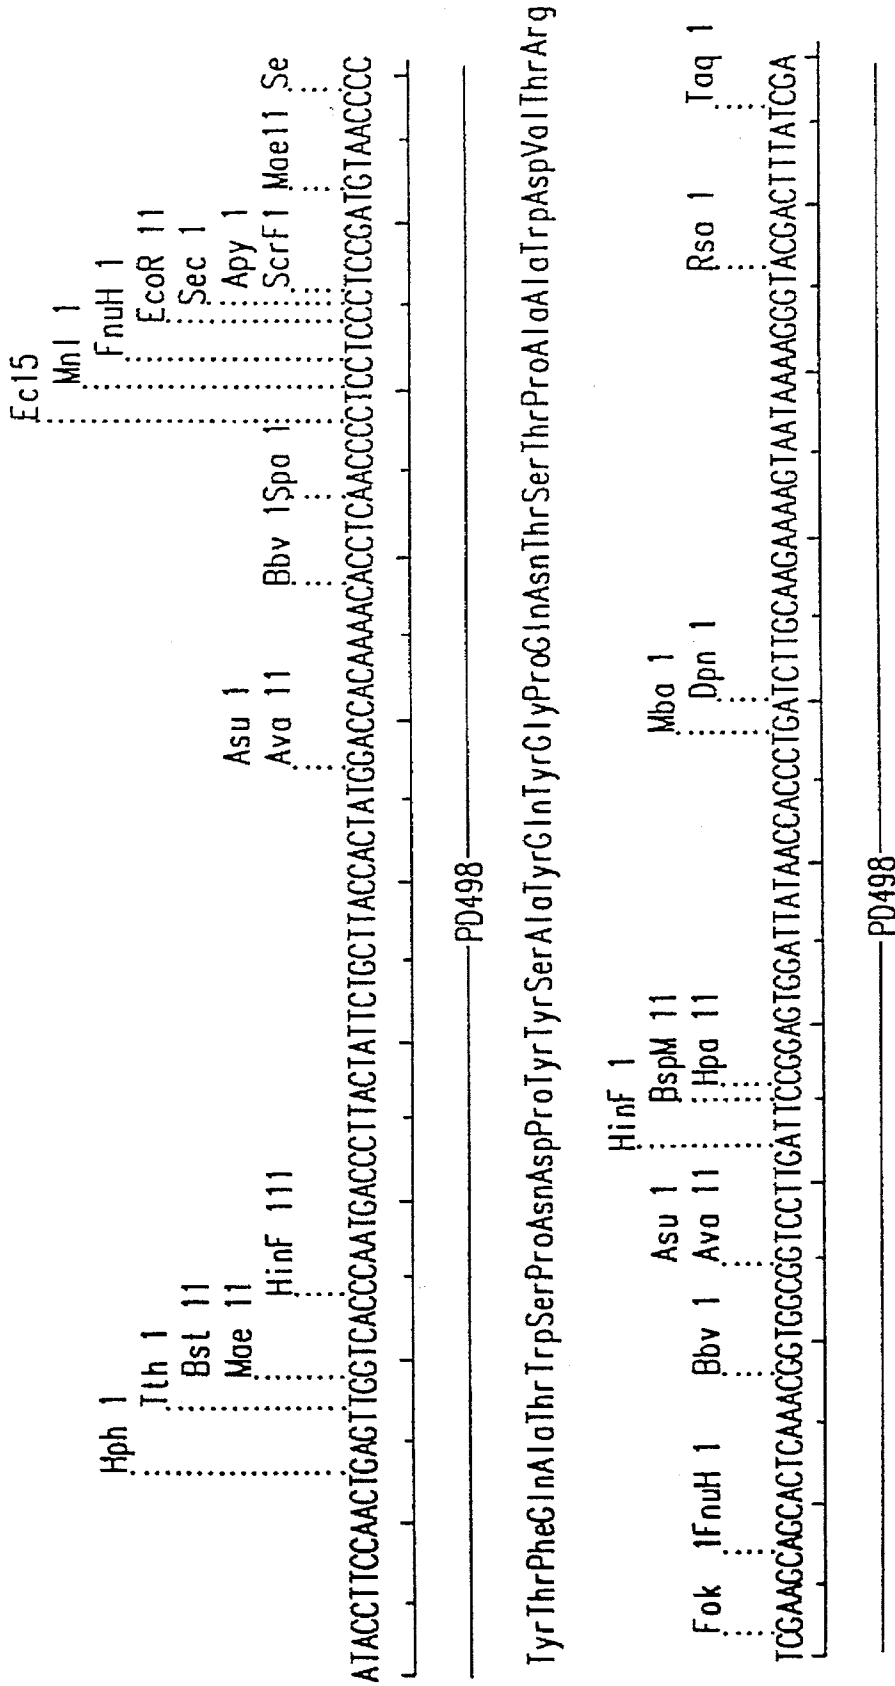 Ec15
Mnl 1
Hph 1 FnuH 1
Tth 1 EcoR 11
Bst 11 Asu 1 Sec 1
Mae 11 Apy 1
HinF 111 Ava 11 Bbv 1Spa 1 ScrF1 Mae11 Se
ATACCTTCCAACTGAGTTGGTCACCCAATGACCCTTACTATTCTGCTTACCACTATGGACCACAAAACACCTCAACCCCTCCTCCCTCCGATGTAACCCC
PD498
TyrThrPheGlnAlaThrTrpSerProAsnAspProTyrTyrSerAlaTyrGlnTyrGlyProGlnAsnThrSerThrProAlaAlaTrpAspValThrArg
HinF 1
Asu 1 BspM 11 Mba 1
Fok 1FnuH 1 Bbv 1 Ava 11 Hpa 11 Dpn 1 Rsa 1 Taq 1
TCGAAGCAGCACTCAAACGGTGGCGGTCCTTGATTCCGGAGTGGATTATAACCACCCTGATCTTGCAAGAAAAGTAATAAAAGGGTACGACTTTATCGA
PD498